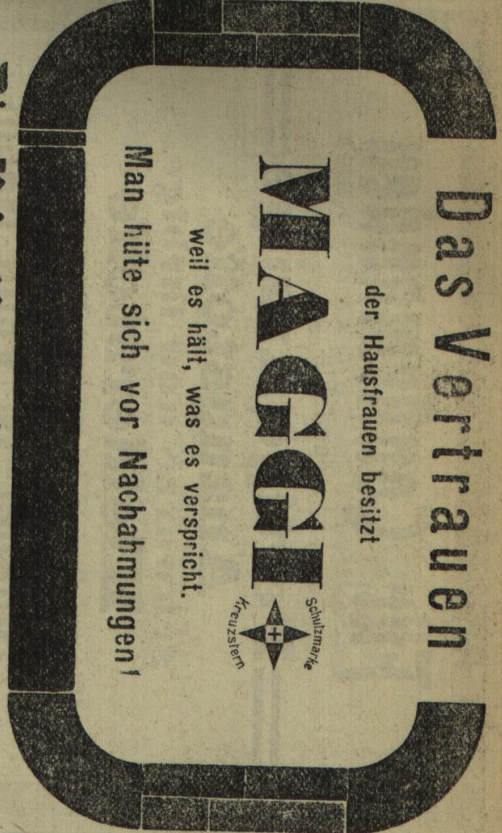 Das Vertrauen
der Hausfrauen besitzt
MAGGI
Schutzmarke
Kreuzstern
weil es hält, was es verspricht.
Man hüte sich vor Nachahmungen!